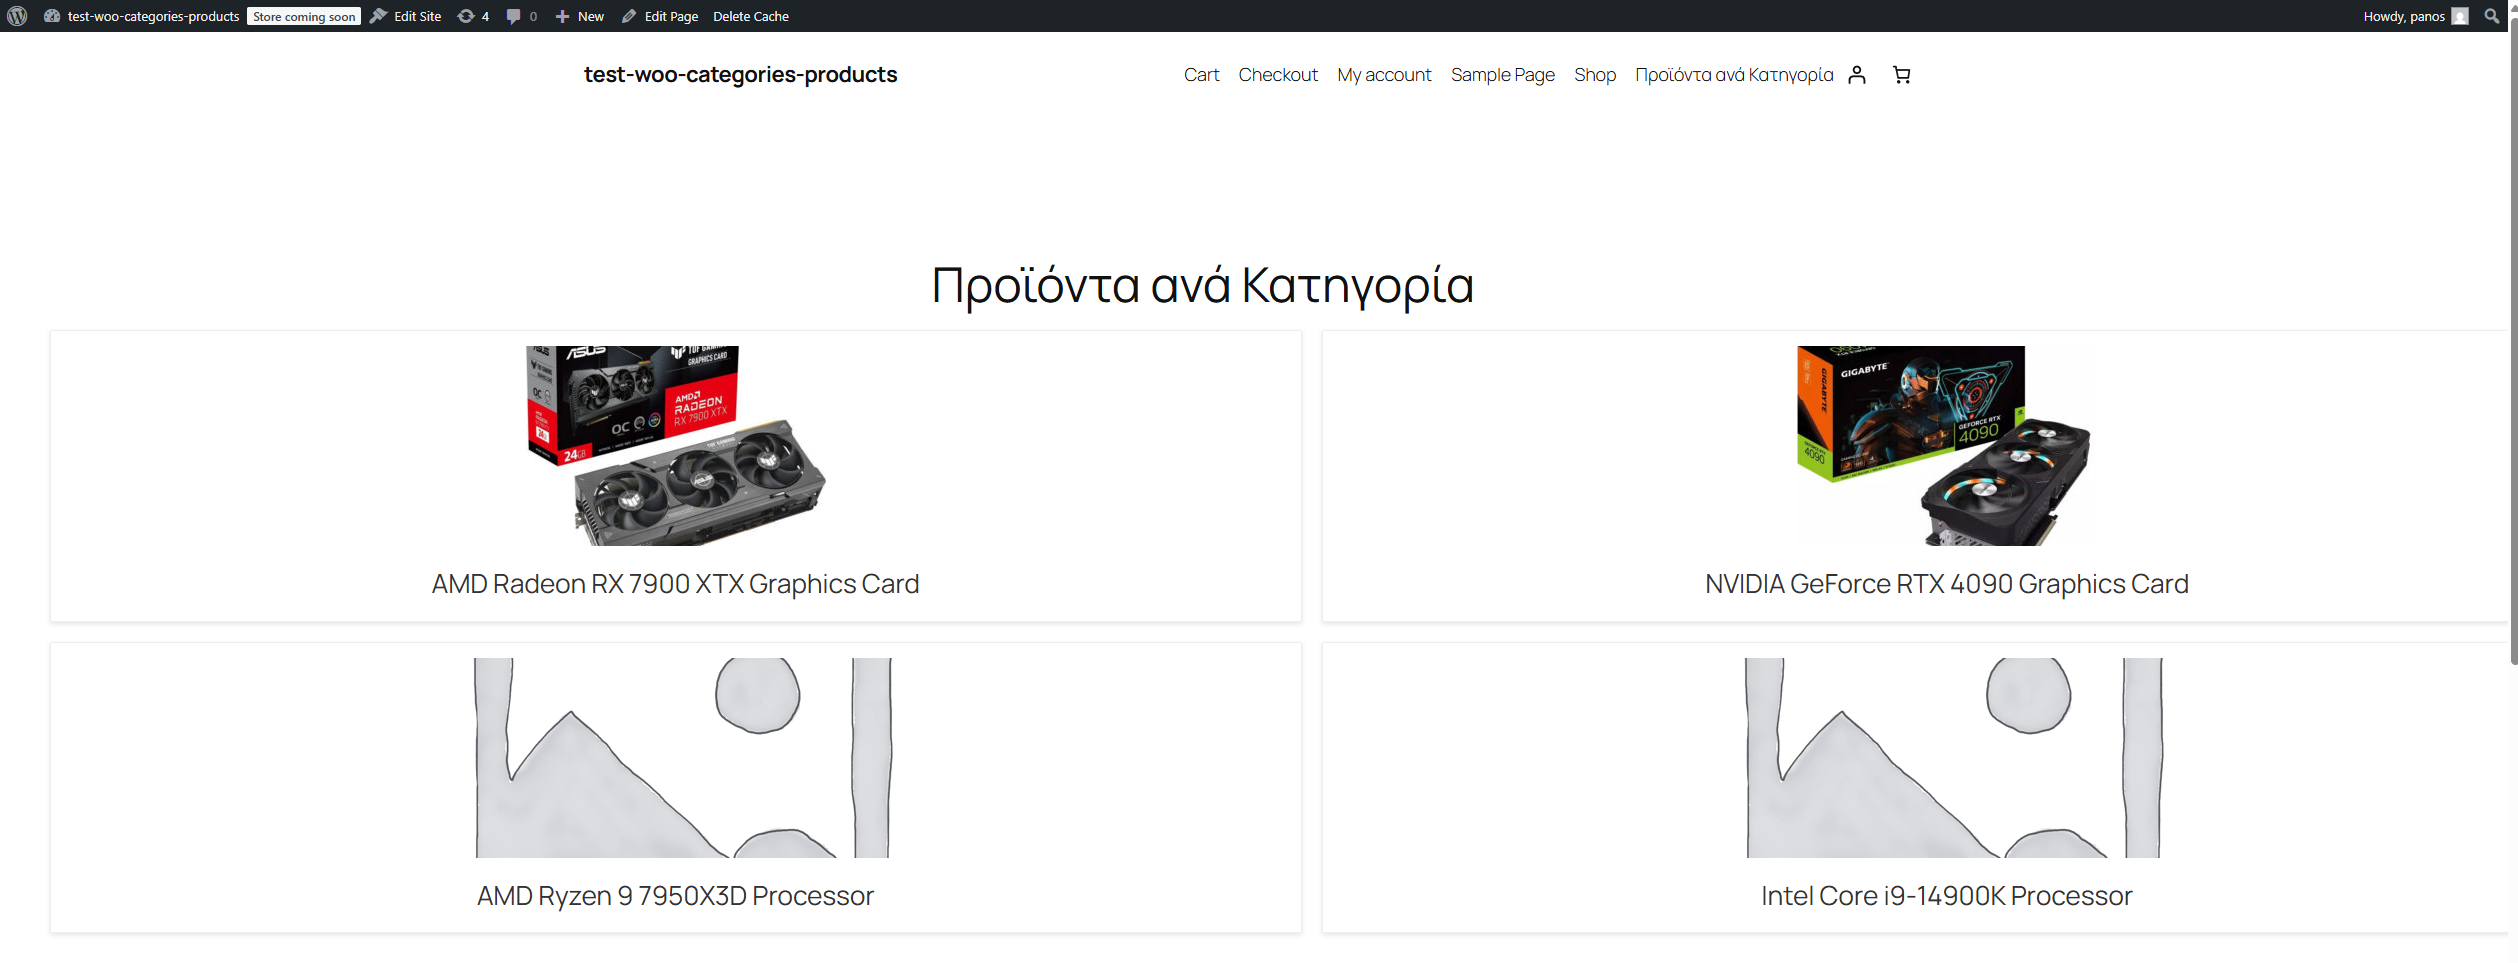 test-woo-categories-products Store coming soon Edit Site 4 0 New Edit Page Delete Cache Howdy, panos
test-woo-categories-products Cart Checkout My account Sample Page Shop Προϊόντα ανά Κατηγορία
Προϊόντα ανά Κατηγορία
ASUS
TUF GAMING
GRAPHICS CARD
AMD
RADEON
RX 7900 XTX
OC
24GB
ASUS
GIGABYTE
GIGABYTE
GEFORCE RTX
4090
4090
AMD Radeon RX 7900 XTX Graphics Card NVIDIA GeForce RTX 4090 Graphics Card
AMD Ryzen 9 7950X3D Processor Intel Core i9-14900K Processor